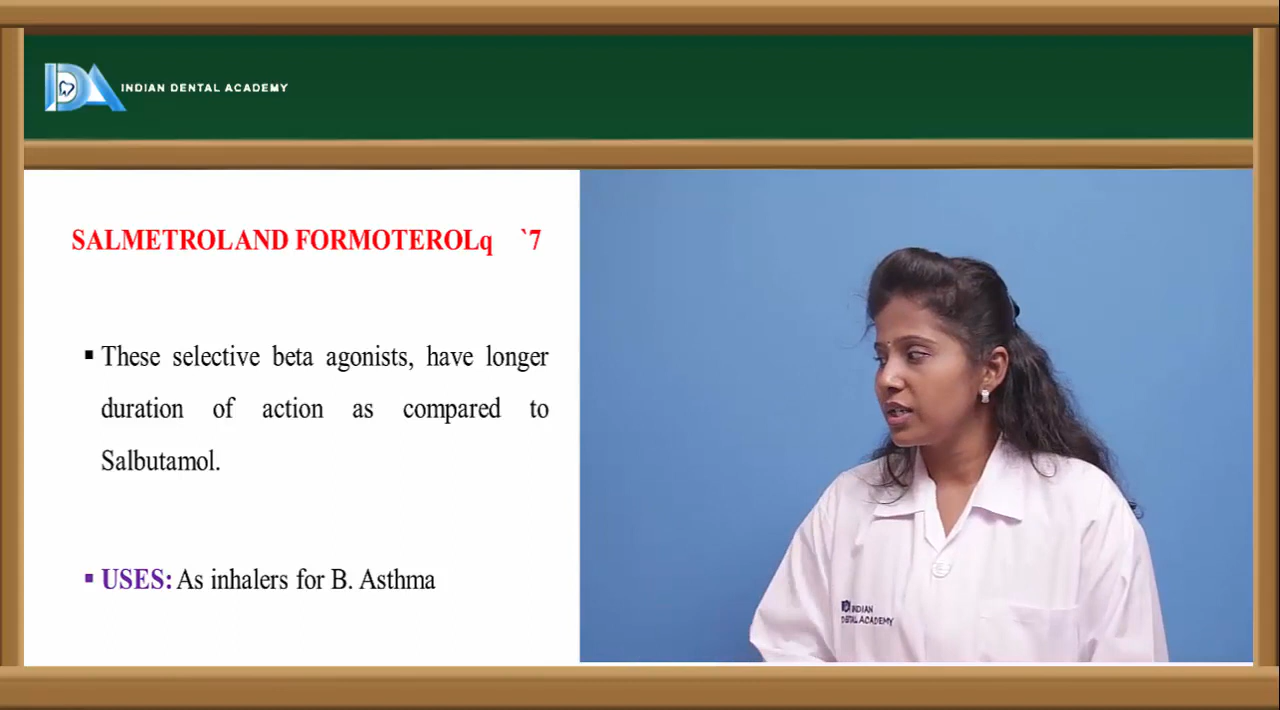 INDIAN DENTAL ACADEMY
SALMETROLAND FORMOTEROLq `7
▪ These selective beta agonists, have longer
duration of action as compared to
Salbutamol.
▪ USES: As inhalers for B. Asthma
INDIAN
DENTAL ACADEMY